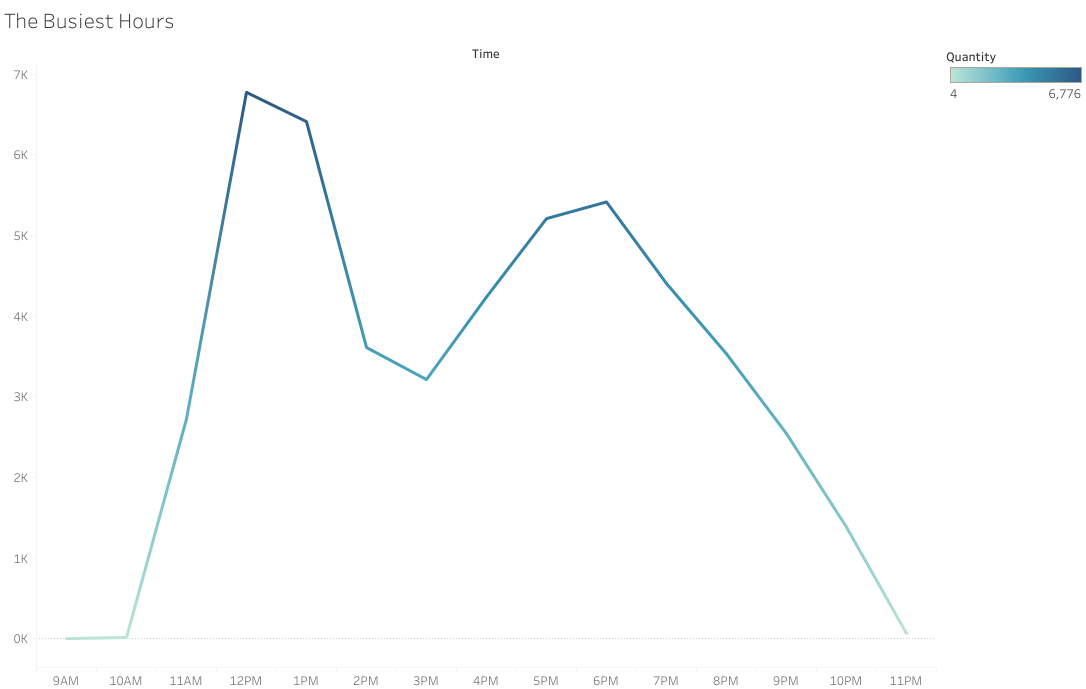 The Busiest Hours
Time
Quantity
4 6,776
7K
6K
5K
4K
3K
2K
1K
0K
9AM 10AM 11AM 12PM 1PM 2PM 3PM 4PM 5PM 6PM 7PM 8PM 9PM 10PM 11PM